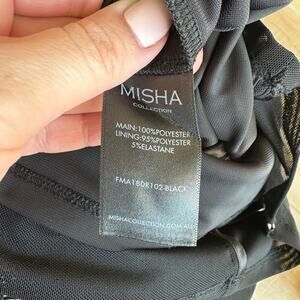 MISHA
COLLECTION
MAIN:100%POLYESTER
LINING:95%POLYESTER
5%ELASTANE
FMA18DR102-BLACK
MISHACOLLECTION.COM.AU